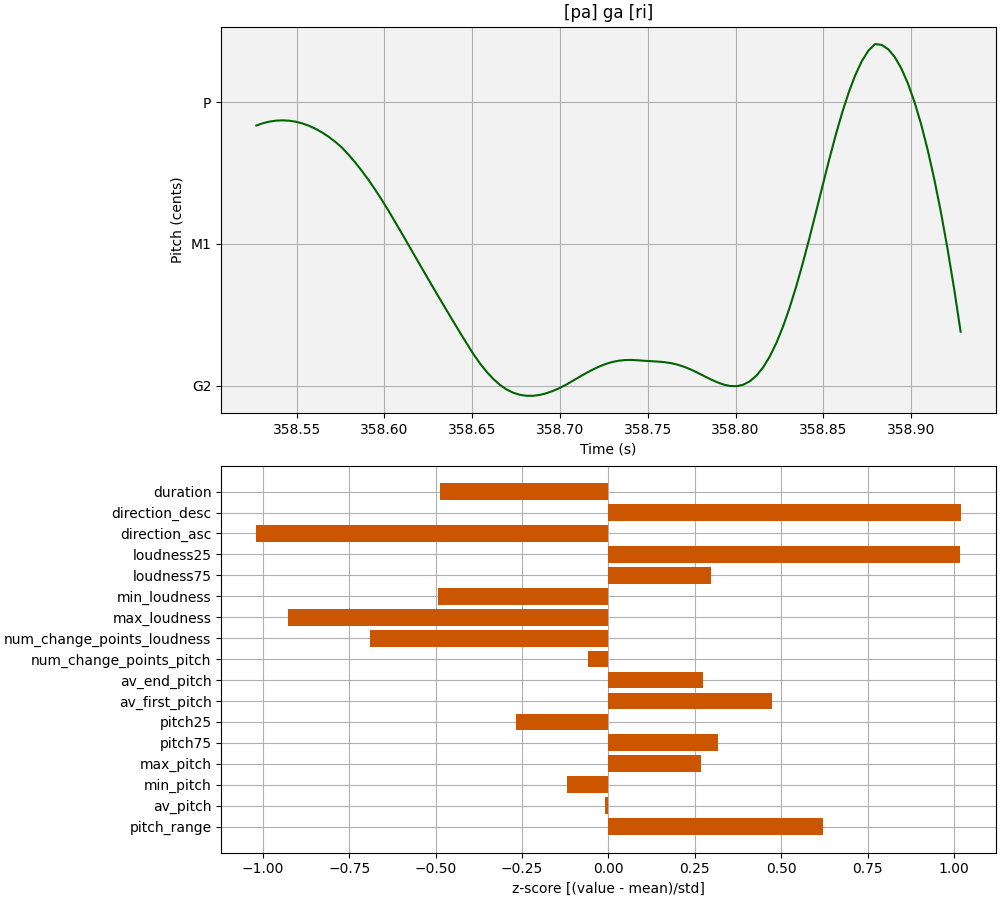 [pa] ga [ri]
P
M1
G2
Pitch (cents)
358.55 358.60 358.65 358.70 358.75 358.80 358.85 358.90
Time (s)
duration
direction_desc
direction_asc
loudness25
loudness75
min_loudness
max_loudness
num_change_points_loudness
num_change_points_pitch
av_end_pitch
av_first_pitch
pitch25
pitch75
max_pitch
min_pitch
av_pitch
pitch_range
−1.00 −0.75 −0.50 −0.25 0.00 0.25 0.50 0.75 1.00
z-score [(value - mean)/std]